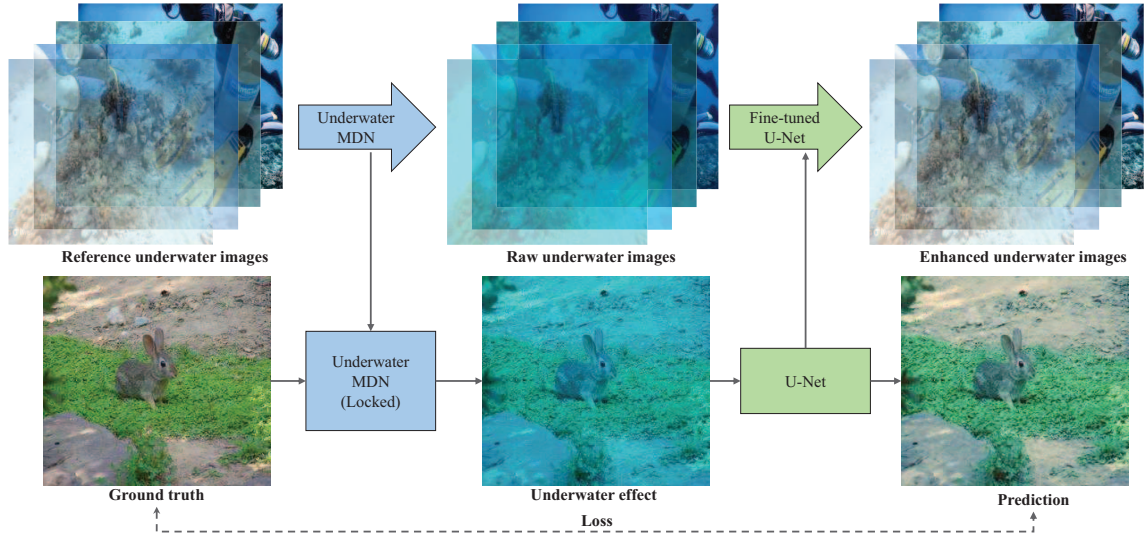 Underwater
MDN
Fine-tuned
U-Net
Reference underwater images
Raw underwater images
Enhanced underwater images
Underwater
MDN
(Locked)
U-Net
Ground truth
Underwater effect
Prediction
Loss